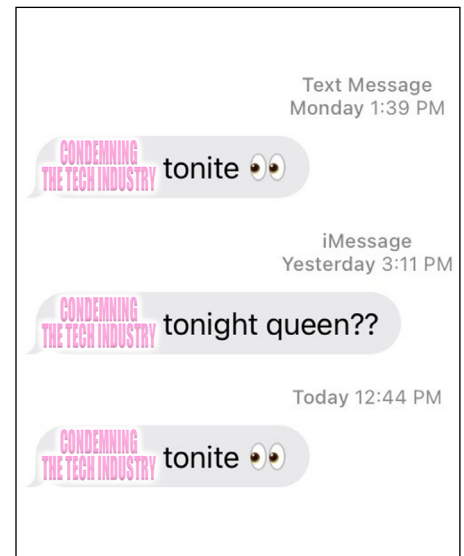 Text Message
Monday 1:39 PM
CONDEMNING
THE TECH INDUSTRY tonite 👀
iMessage
Yesterday 3:11 PM
CONDEMNING
THE TECH INDUSTRY tonight queen??
Today 12:44 PM
CONDEMNING
THE TECH INDUSTRY tonite 👀